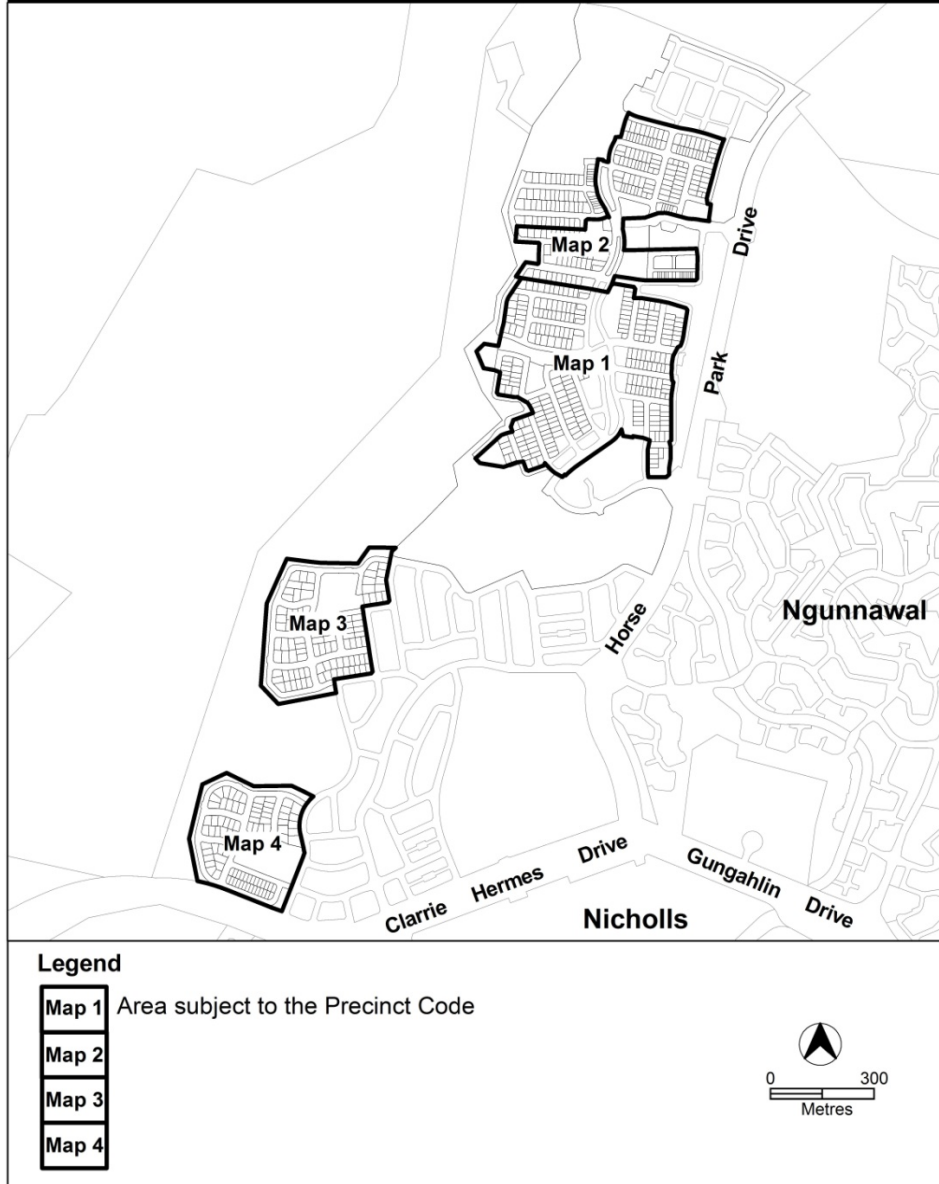 Drive
Map 2
Map 1
Park
Ngunnawal
Map 3
Horse
Map 4
Clarrie Hermes Drive
Gungahlin Drive
Nicholls
Legend
Map 1 Area subject to the Precinct Code
Map 2
Map 3
Map 4
0 300
Metres